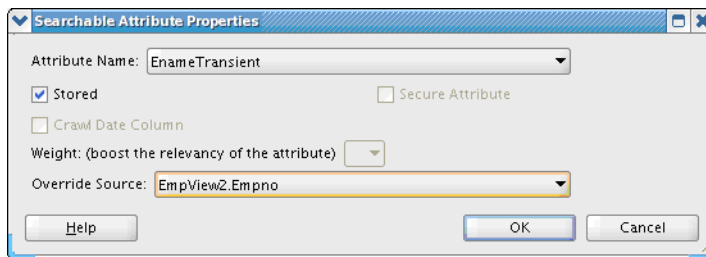 Searchable Attribute Properties
Attribute Name: EnameTransient
Stored Secure Attribute
Crawl Date Column
Weight: (boost the relevancy of the attribute)
Override Source: EmpView2.Empno
Help OK Cancel